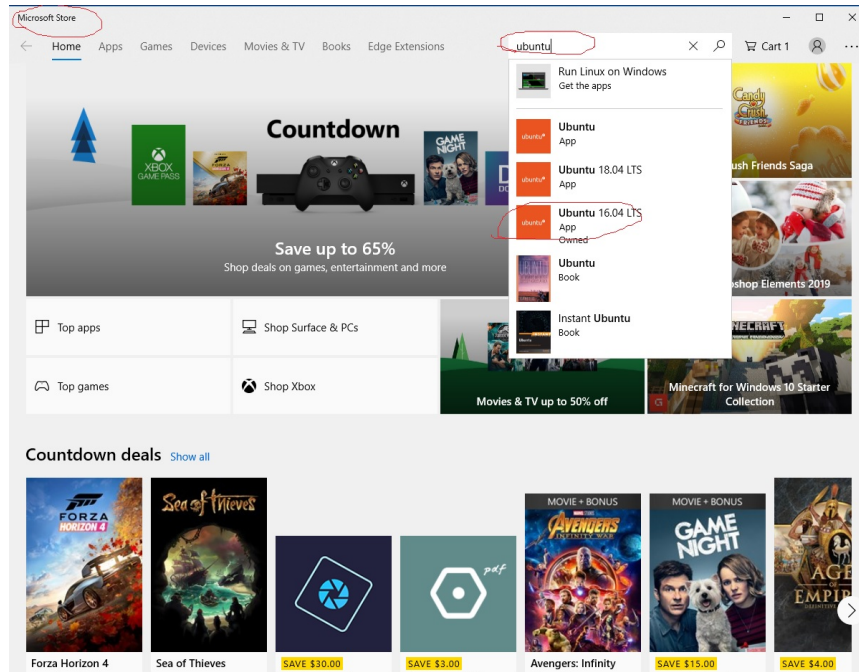 Microsoft Store
Home Apps Games Devices Movies & TV Books Edge Extensions
ubuntu
Cart 1
Run Linux on Windows
Get the apps
ubuntu
Ubuntu
App
ubuntu
Ubuntu 18.04 LTS
App
ubuntu
Ubuntu 16.04 LTS
App
Owned
Ubuntu
Book
Instant Ubuntu
Book
Countdown
XBOX
GAME PASS
GAME
NIGHT
Save up to 65%
Shop deals on games, entertainment and more
Candy
Crush
FRIENDS
ush Friends Saga
shop Elements 2019
NECRAFT
Minecraft for Windows 10 Starter
Collection
Top apps
Shop Surface & PCs
Top games
Shop Xbox
Movies & TV up to 50% off
Countdown deals Show all
FORZA
HORIZON 4
Forza Horizon 4
Sea of Thieves
Sea of Thieves
SAVE $30.00
pdf
SAVE $3.00
MOVIE + BONUS
AVENGERS
INFINITY WAR
Avengers: Infinity
MOVIE + BONUS
GAME
NIGHT
SAVE $15.00
AGE
EMPIR
SAVE $4.00